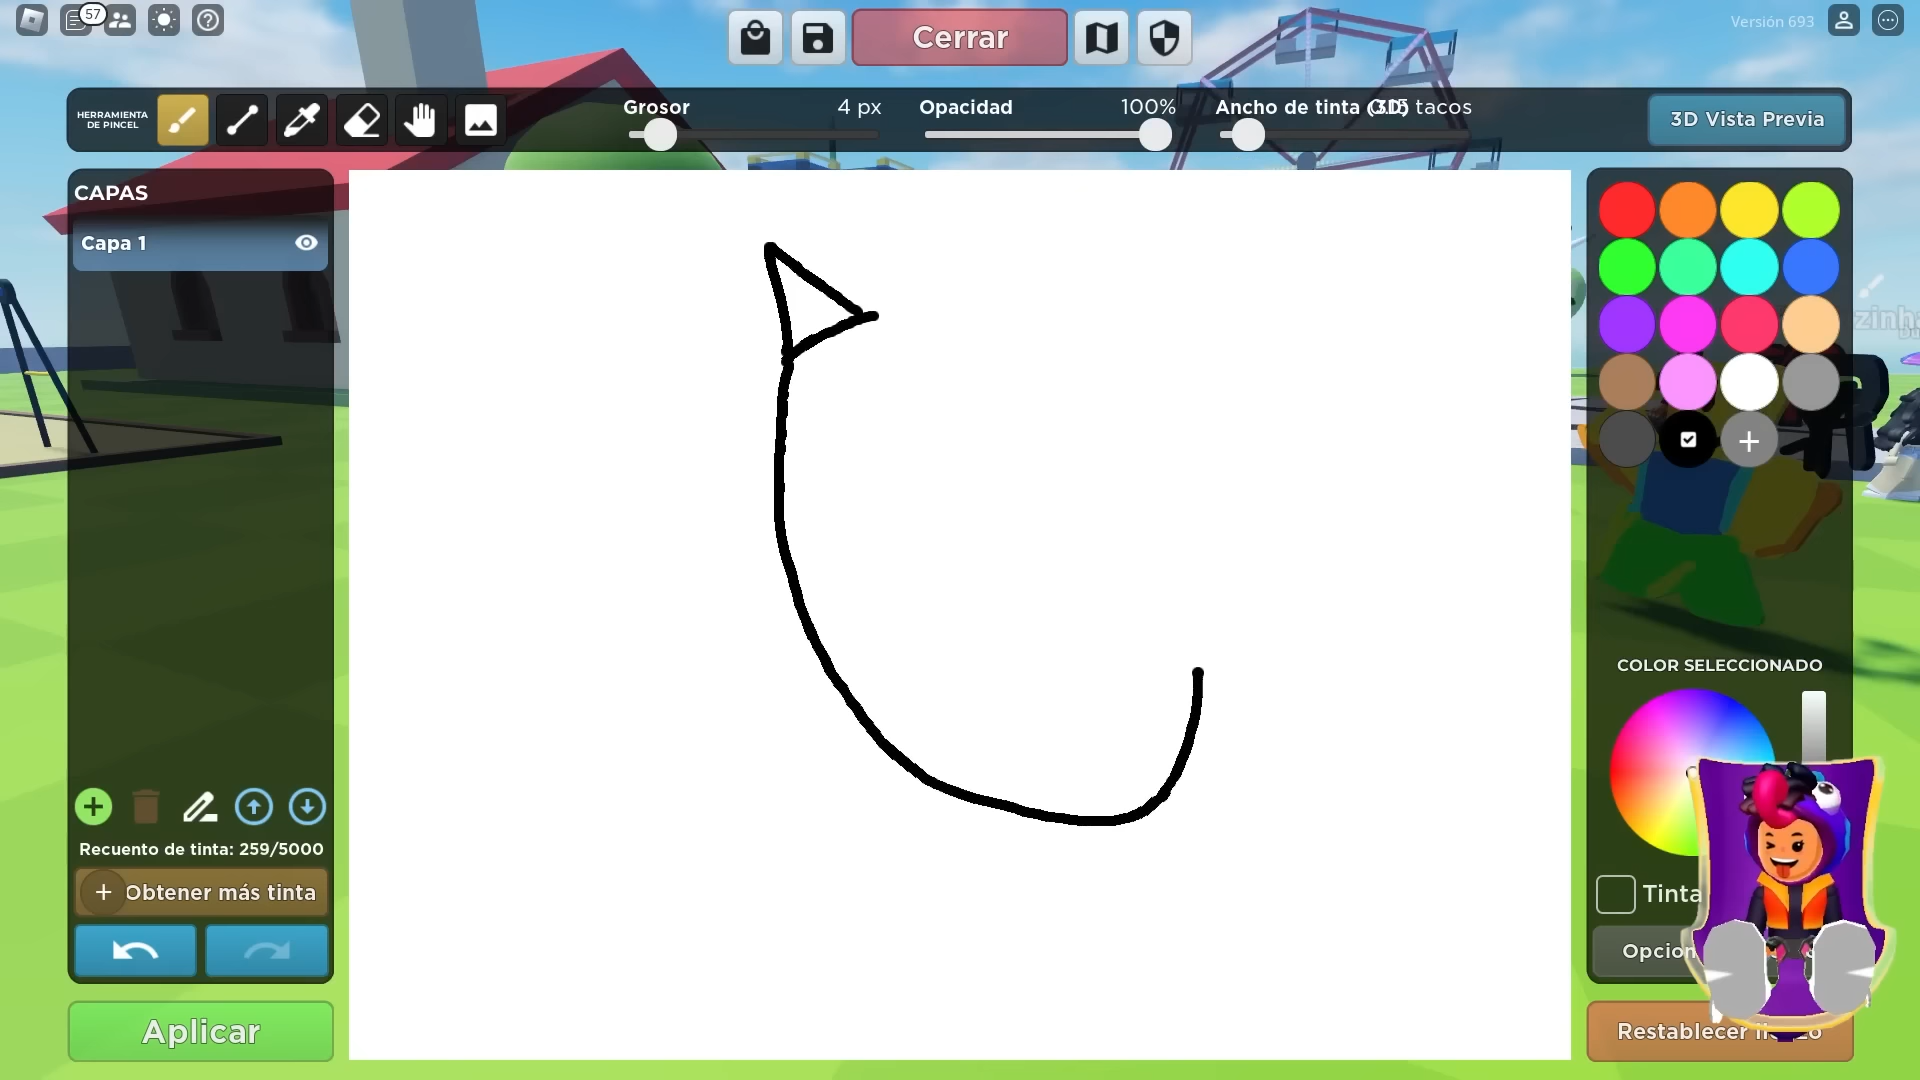 57
Cerrar
Versión 693
HERRAMIENTA
DE PINCEL
Grosor 4 px
Opacidad 100%
Ancho de tinta (3D) tacos
3D Vista Previa
CAPAS
Capa 1
COLOR SELECCIONADO
Recuento de tinta: 259/5000
+ Obtener más tinta
Tinta
Opcion
Aplicar
Restablecer